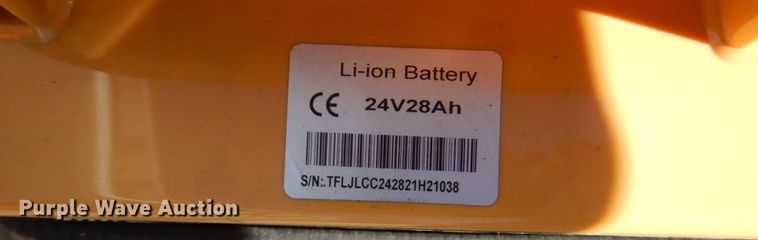 Li-ion Battery
CE 24V28Ah
S/N:.TFLJLCC242821H21038
Purple Wave Auction